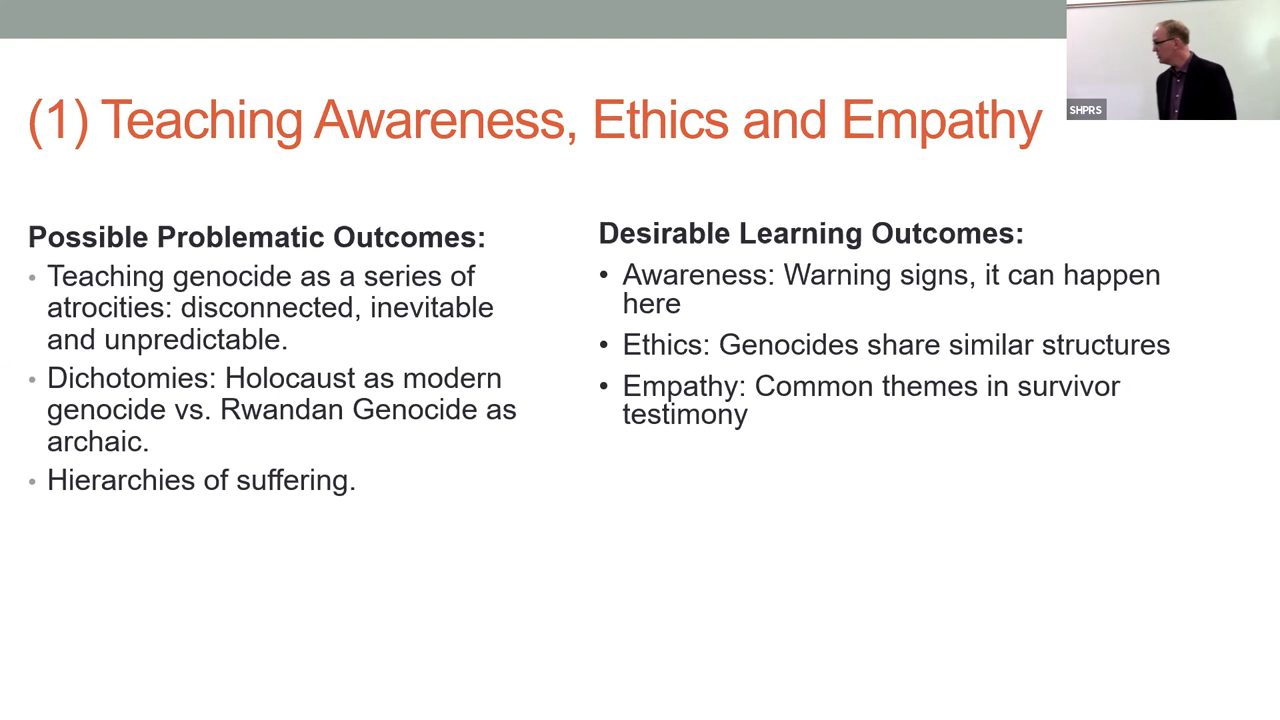 (1) Teaching Awareness, Ethics and Empathy
SHPRS
Possible Problematic Outcomes:
• Teaching genocide as a series of
atrocities: disconnected, inevitable
and unpredictable.
• Dichotomies: Holocaust as modern
genocide vs. Rwandan Genocide as
archaic.
• Hierarchies of suffering.
Desirable Learning Outcomes:
• Awareness: Warning signs, it can happen
here
• Ethics: Genocides share similar structures
• Empathy: Common themes in survivor
testimony